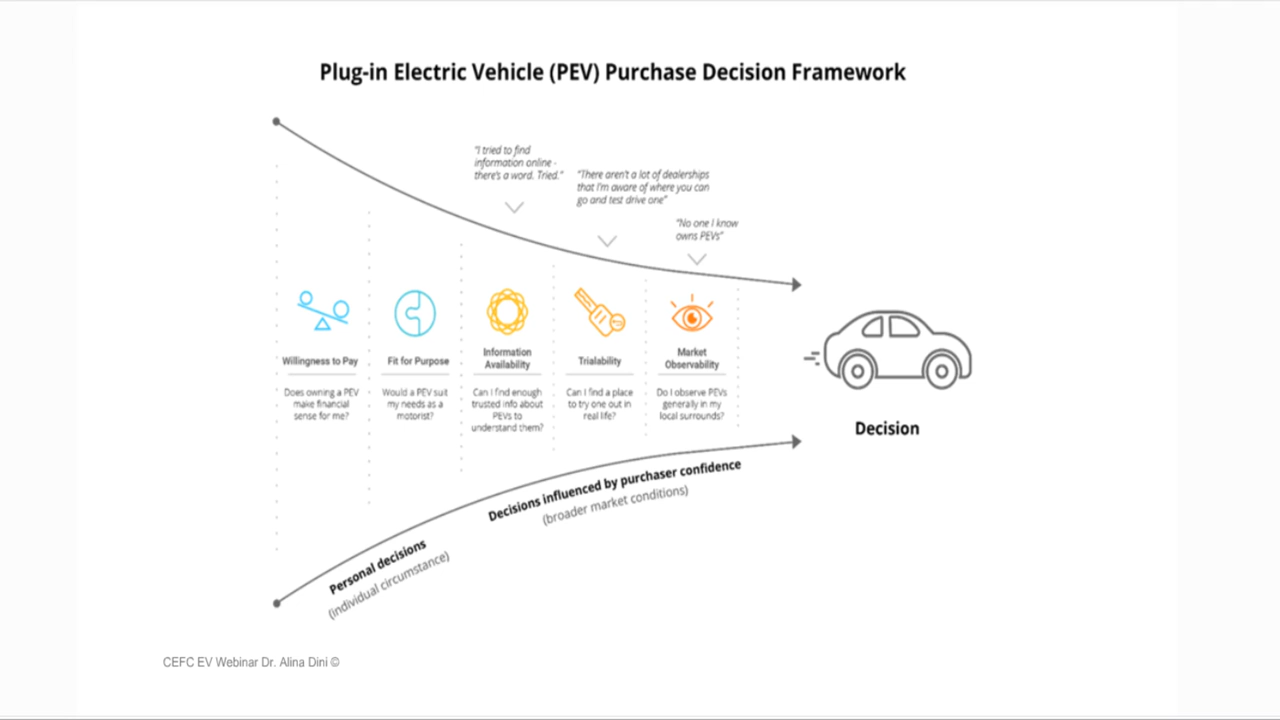 Plug-in Electric Vehicle (PEV) Purchase Decision Framework
"I tried to find
information online -
there's a word. Tried."
"There aren't a lot of dealerships
that I'm aware of where you can
go and test drive one"
"No one I know
owns PEVs"
Willingness to Pay
Does owning a PEV
make financial
sense for me?
Fit for Purpose
Would a PEV suit
my needs as a
motorist?
Information
Availability
Can I find enough
trusted info about
PEVs to
understand them?
Trialability
Can I find a place
to try one out in
real life?
Market
Observability
Do I observe PEVs
generally in my
local surrounds?
Decision
Personal decisions
(individual circumstance)
Decisions influenced by purchaser confidence
(broader market conditions)
CEFC EV Webinar Dr. Alina Dini ©